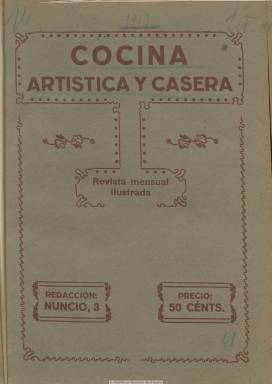 COCINA
ARTISTICA Y CASERA
Revista mensual
ilustrada
REDACCION:
NUNCIO, 3
PRECIO:
50 CÉNTS.